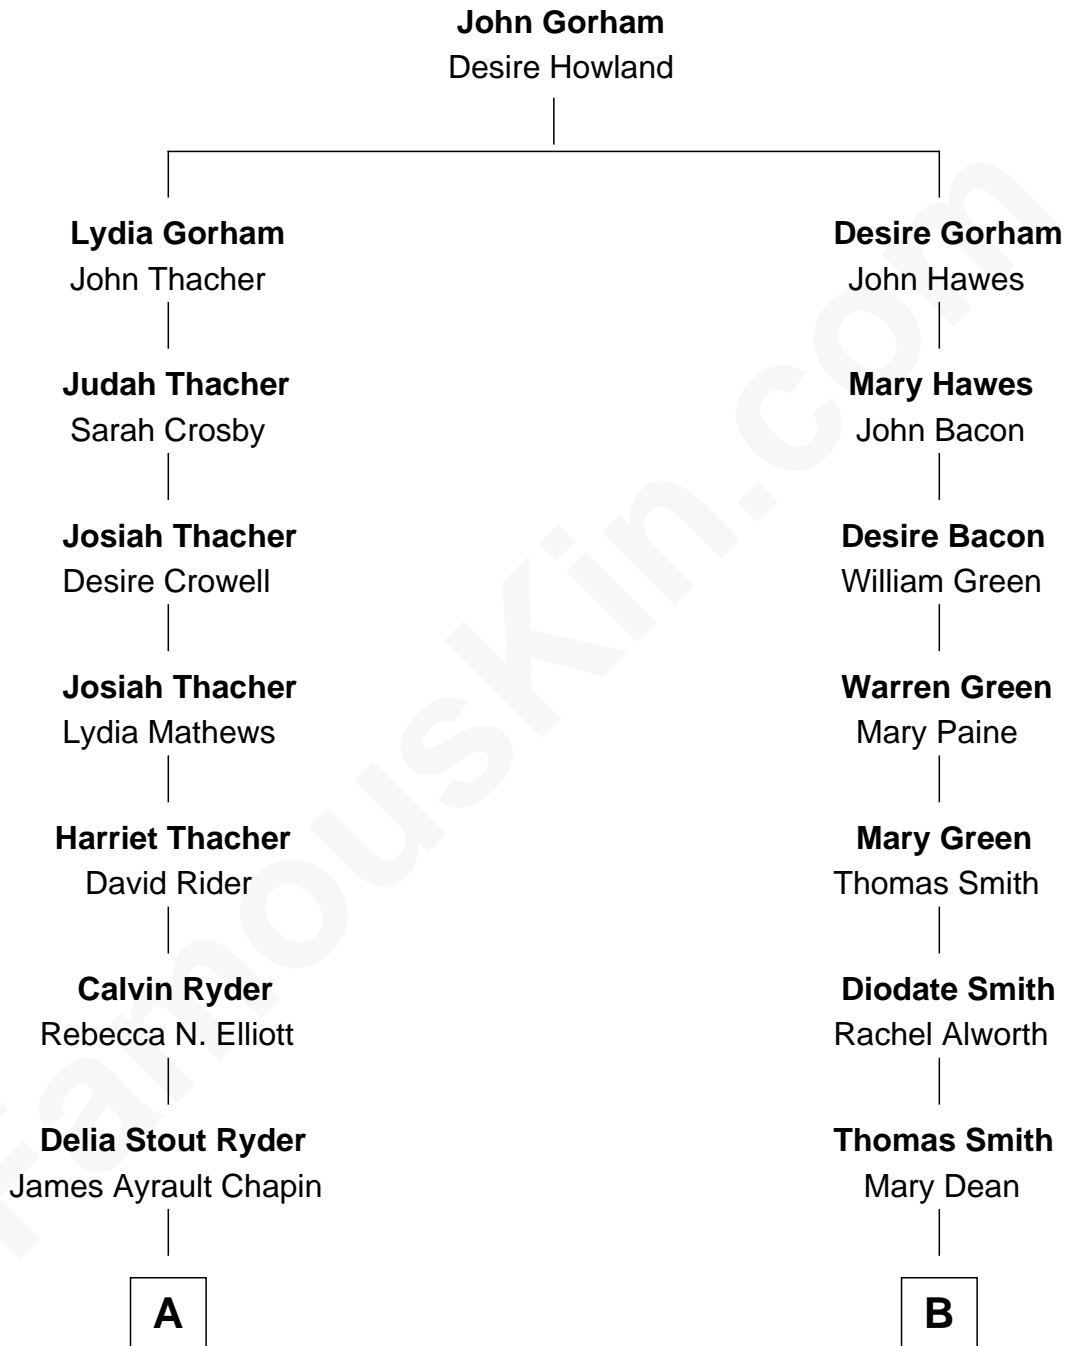 John Gorham
Desire Howland
Lydia Gorham
John Thacher
Desire Gorham
John Hawes
Judah Thacher
Sarah Crosby
Mary Hawes
John Bacon
Josiah Thacher
Desire Crowell
Desire Bacon
William Green
Josiah Thacher
Lydia Mathews
Warren Green
Mary Paine
Harriet Thacher
David Rider
Mary Green
Thomas Smith
Calvin Ryder
Rebecca N. Elliott
Diodate Smith
Rachel Alworth
Delia Stout Ryder
James Ayrault Chapin
Thomas Smith
Mary Dean
A
B
FamousKin.com